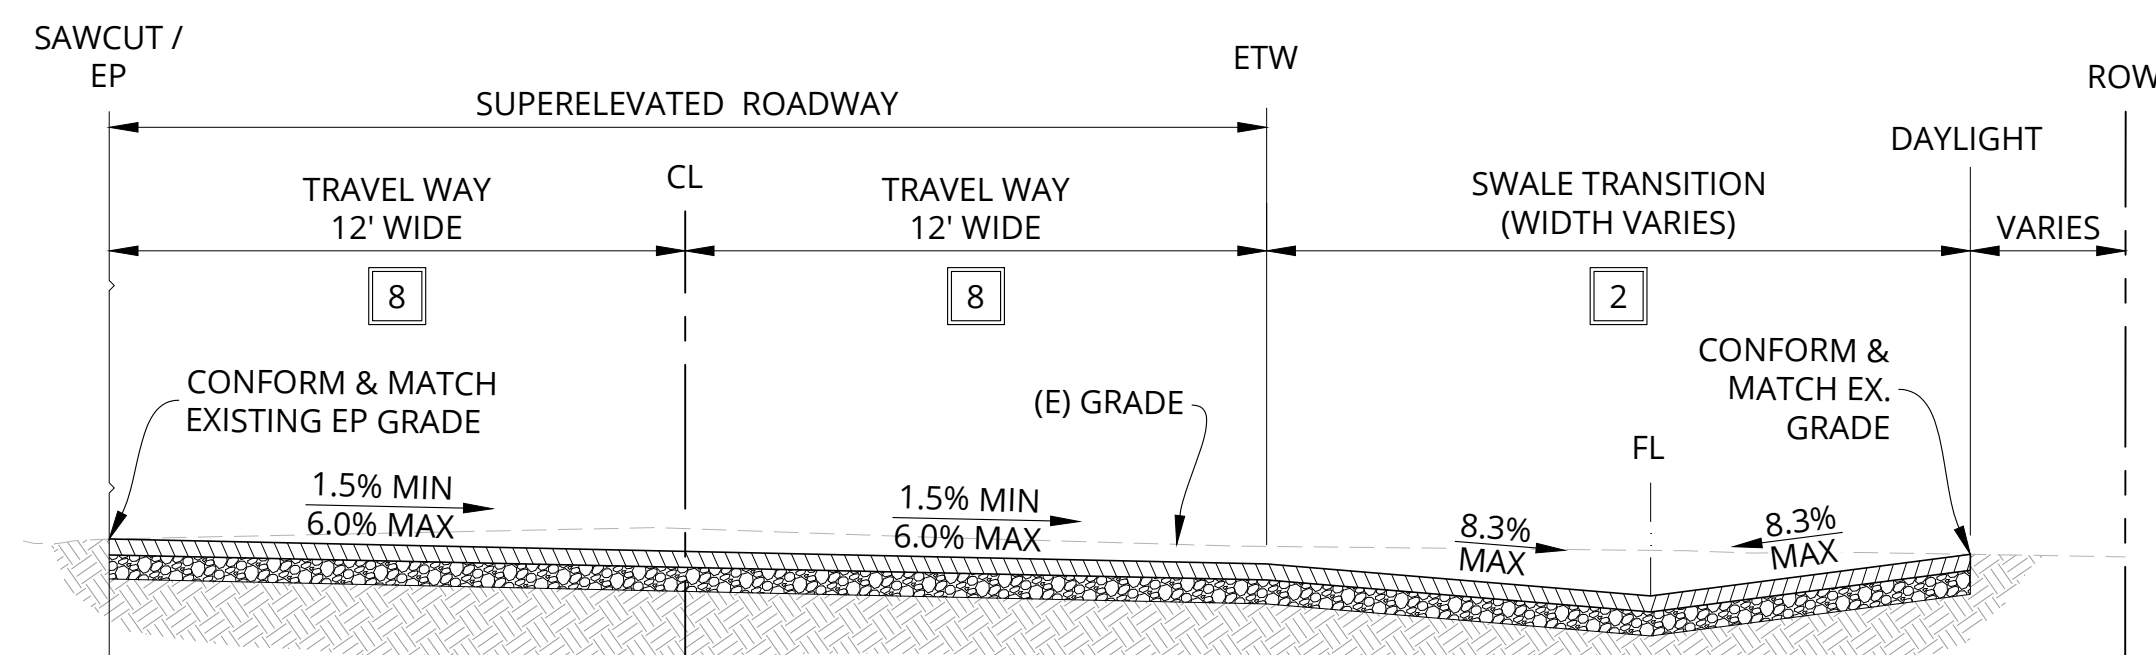 SAWCUT /
EP
SUPERELEVATED ROADWAY
ETW
ROW
DAYLIGHT
TRAVEL WAY
12' WIDE
CL
TRAVEL WAY
12' WIDE
SWALE TRANSITION
(WIDTH VARIES)
VARIES
8
8
2
CONFORM & MATCH
EXISTING EP GRADE
(E) GRADE
CONFORM &
MATCH EX.
GRADE
FL
1.5% MIN
6.0% MAX
1.5% MIN
6.0% MAX
8.3%
MAX
8.3%
MAX